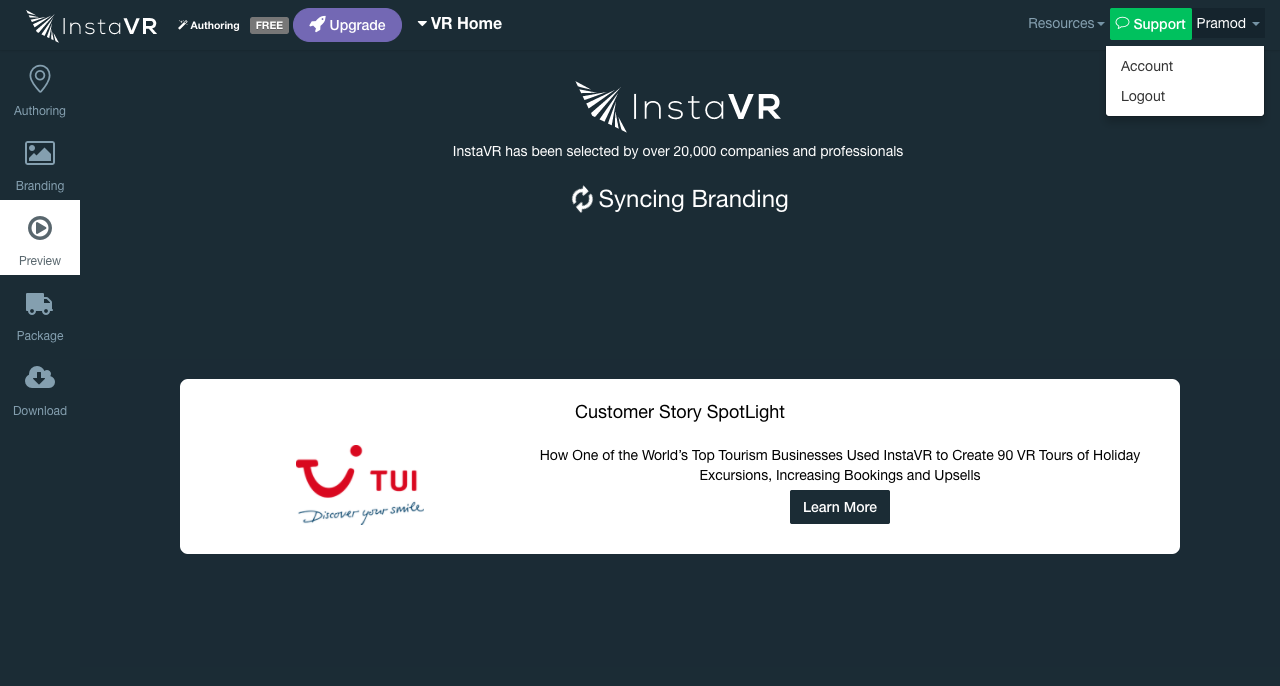 InstaVR
Authoring
FREE
Upgrade
VR Home
Resources
Support
Pramod
Account
Logout
Authoring
Branding
Preview
Package
Download
InstaVR
InstaVR has been selected by over 20,000 companies and professionals
Syncing Branding
Customer Story SpotLight
TUI
Discover your smile
How One of the World’s Top Tourism Businesses Used InstaVR to Create 90 VR Tours of Holiday
Excursions, Increasing Bookings and Upsells
Learn More